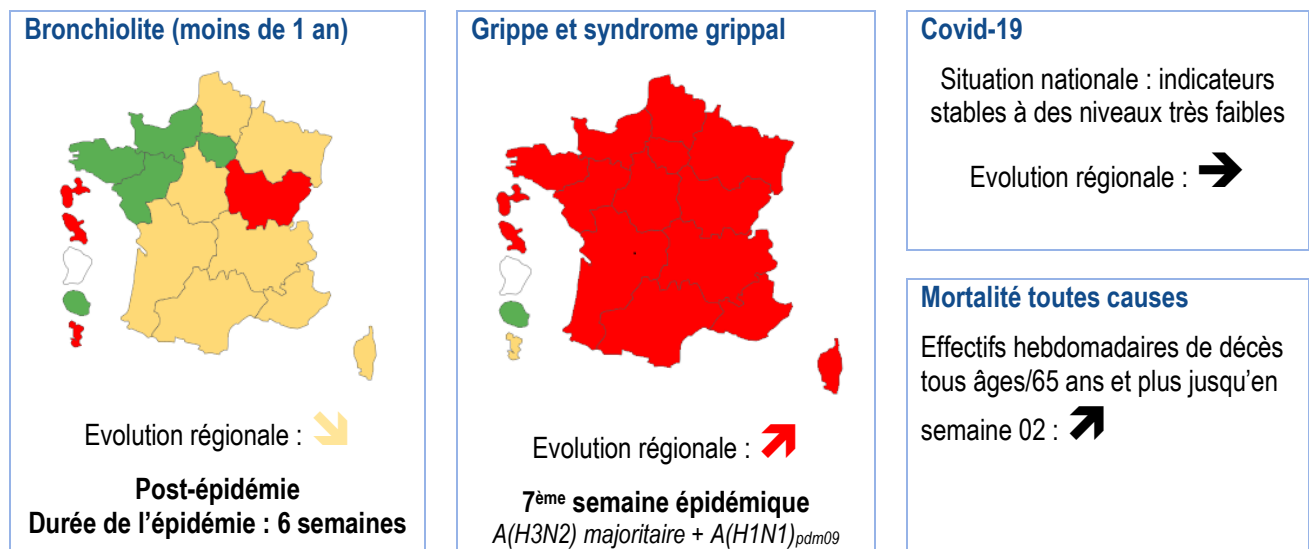 Bronchiolite (moins de 1 an)
Evolution régionale :
Post-épidémie
Durée de l'épidémie : 6 semaines
Grippe et syndrome grippal
Evolution régionale :
7ème semaine épidémique
A(H3N2) majoritaire + A(H1N1)pdm09
Covid-19
Situation nationale : indicateurs
stables à des niveaux très faibles
Evolution régionale :
Mortalité toutes causes
Effectifs hebdomadaires de décès
tous âges/65 ans et plus jusqu'en
semaine 02 :